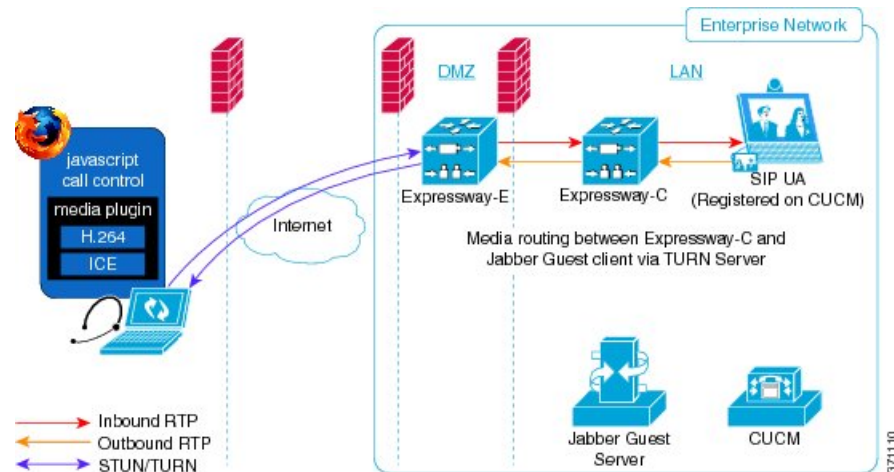 Enterprise Network
DMZ
LAN
javascript
call control
media plugin
H.264
ICE
Internet
Expressway-E
Expressway-C
SIP UA
(Registered on CUCM)
Media routing between Expressway-C and
Jabber Guest client via TURN Server
Inbound RTP
Outbound RTP
STUN/TURN
Jabber Guest
Server
CUCM